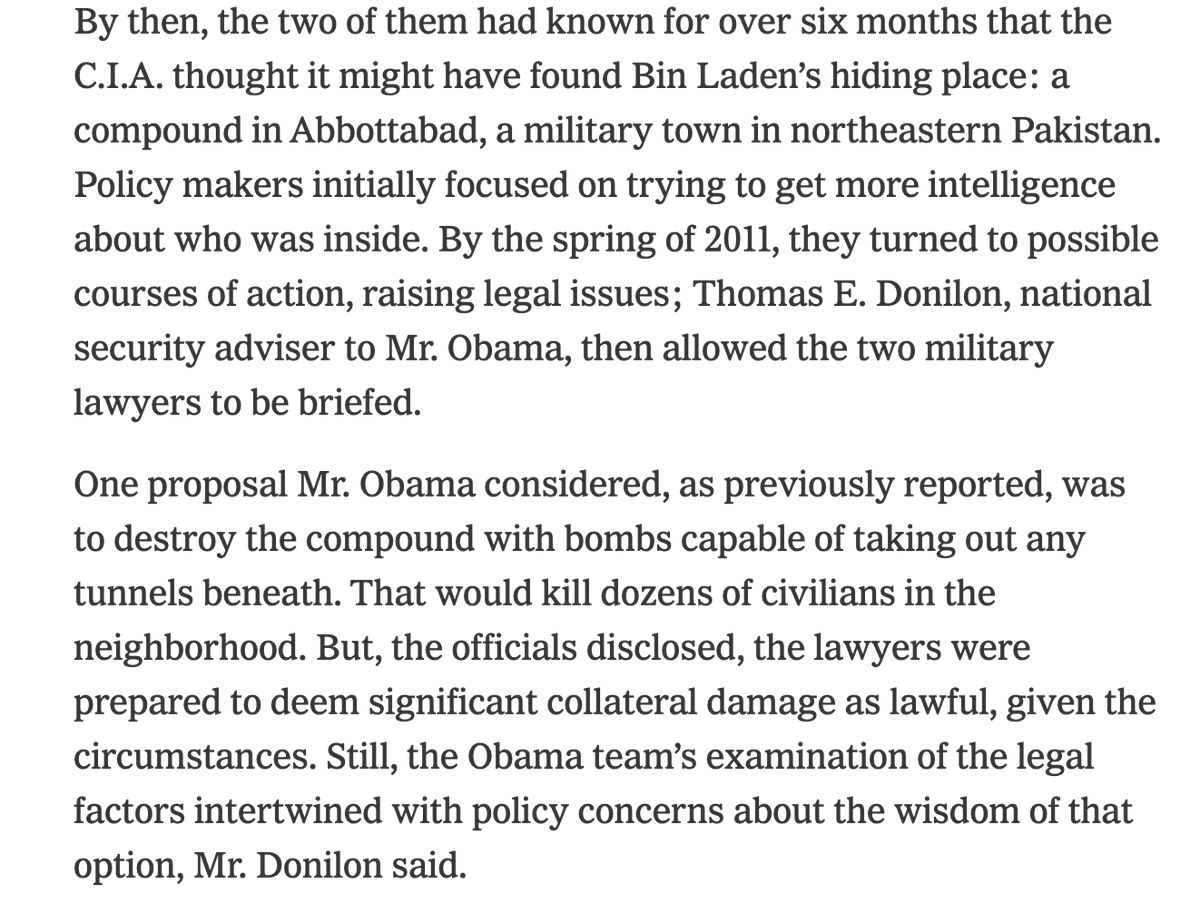 By then, the two of them had known for over six months that the
C.I.A. thought it might have found Bin Laden’s hiding place: a
compound in Abbottabad, a military town in northeastern Pakistan.
Policy makers initially focused on trying to get more intelligence
about who was inside. By the spring of 2011, they turned to possible
courses of action, raising legal issues; Thomas E. Donilon, national
security adviser to Mr. Obama, then allowed the two military
lawyers to be briefed.
One proposal Mr. Obama considered, as previously reported, was
to destroy the compound with bombs capable of taking out any
tunnels beneath. That would kill dozens of civilians in the
neighborhood. But, the officials disclosed, the lawyers were
prepared to deem significant collateral damage as lawful, given the
circumstances. Still, the Obama team’s examination of the legal
factors intertwined with policy concerns about the wisdom of that
option, Mr. Donilon said.